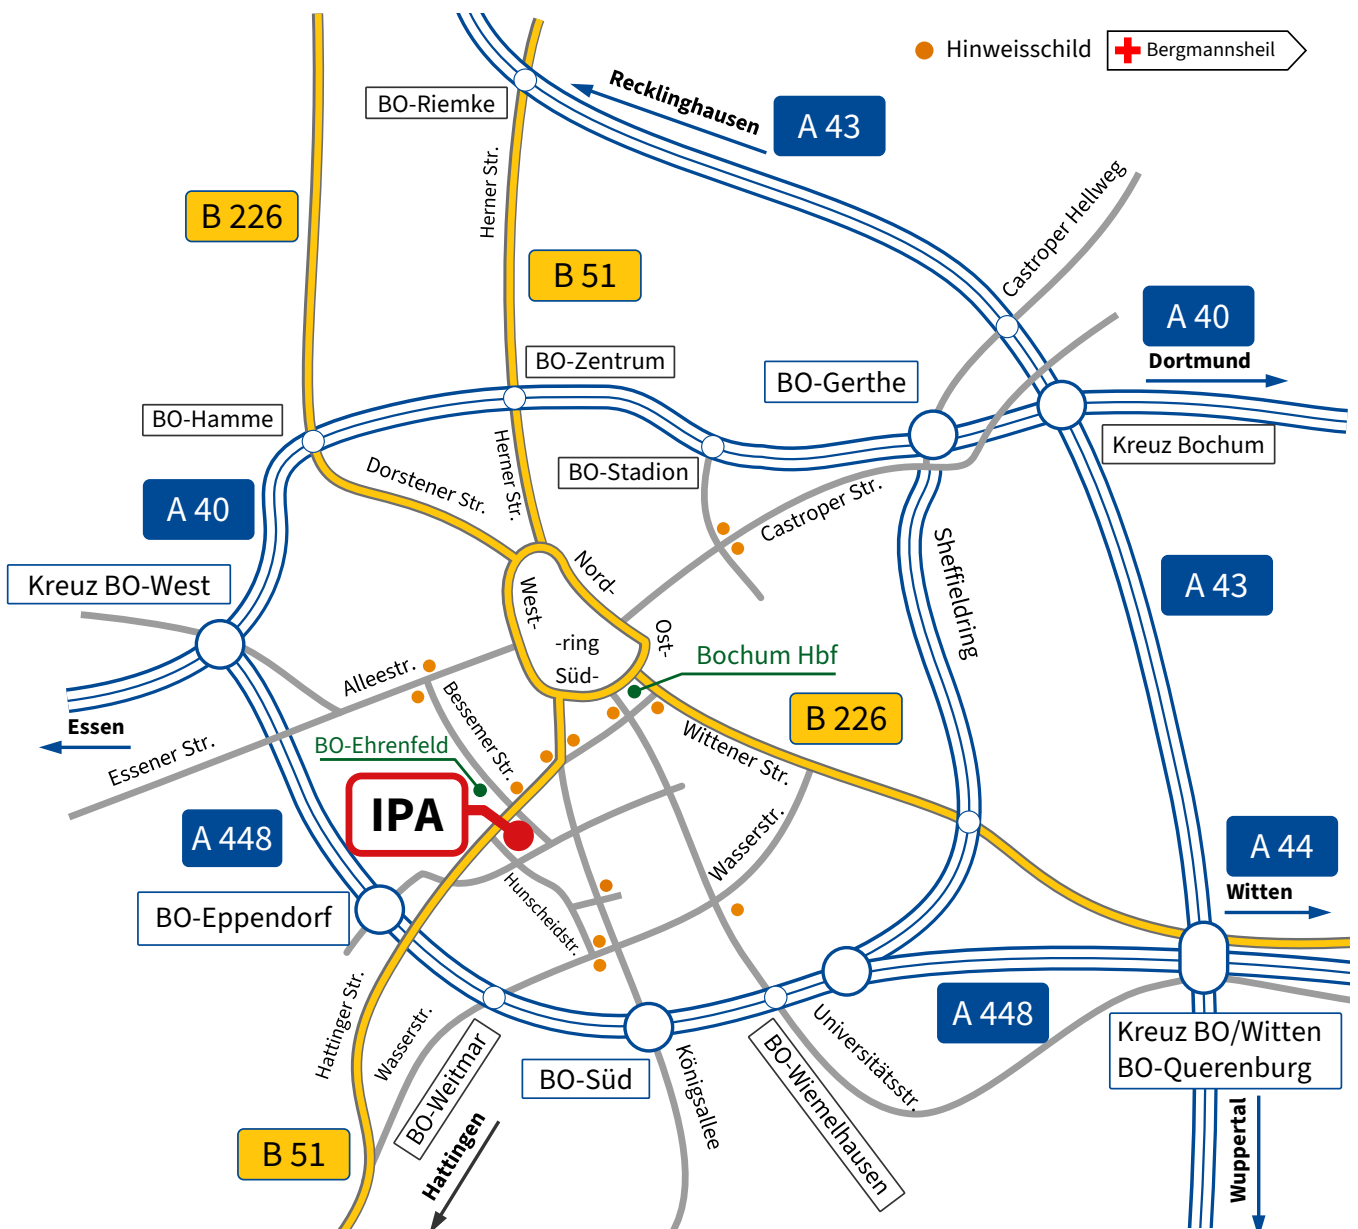 Hinweisschild
Bergmannsheil
Recklinghausen
A 43
BO-Riemke
Herner Str.
Castroper Hellweg
B 226
B 51
A 40
Dortmund
BO-Zentrum
BO-Gerthe
BO-Hamme
Kreuz Bochum
Herner Str.
BO-Stadion
Dorstener Str.
A 40
Castroper Str.
Sheffieldring
Kreuz BO-West
Nord-
West-
A 43
-ring
Ost-
Süd-
Bochum Hbf
Alleestr.
Bessemer Str.
Essen
B 226
Essener Str.
BO-Ehrenfeld
Wittener Str.
IPA
A 448
Wasserstr.
A 44
Witten
Hunscheidstr.
BO-Eppendorf
Hattinger Str.
Wasserstr.
A 448
Universitätsstr.
Kreuz BO/Witten
BO-Querenburg
BO-Weitmar
BO-Süd
Königsallee
BO-Wiemelhausen
B 51
Hattingen
Wuppertal